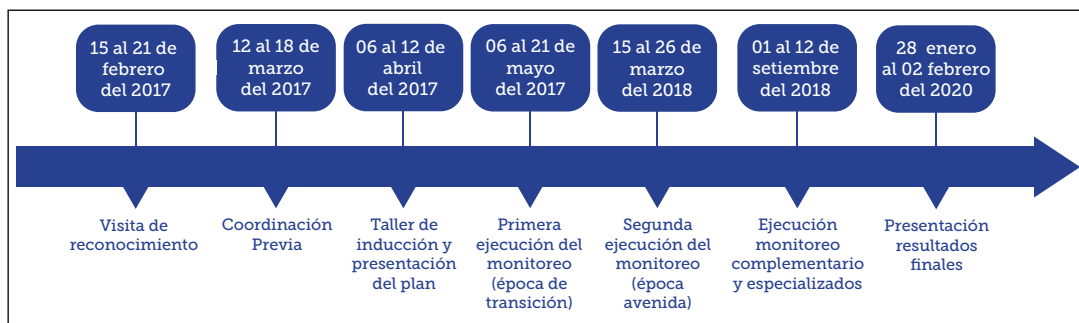 15 al 21 de
febrero
del 2017
12 al 18 de
marzo
del 2017
06 al 12 de
abril
del 2017
06 al 21 de
mayo
del 2017
15 al 26 de
marzo
del 2018
01 al 12 de
setiembre
del 2018
28 enero
al 02 febrero
del 2020
Visita de
reconocimiento
Coordinación
Previa
Taller de
inducción y
presentación
del plan
Primera
ejecución del
monitoreo
(época de
transición)
Segunda
ejecución del
monitoreo
(época
avenida)
Ejecución
monitoreo
complementario
y especializados
Presentación
resultados
finales